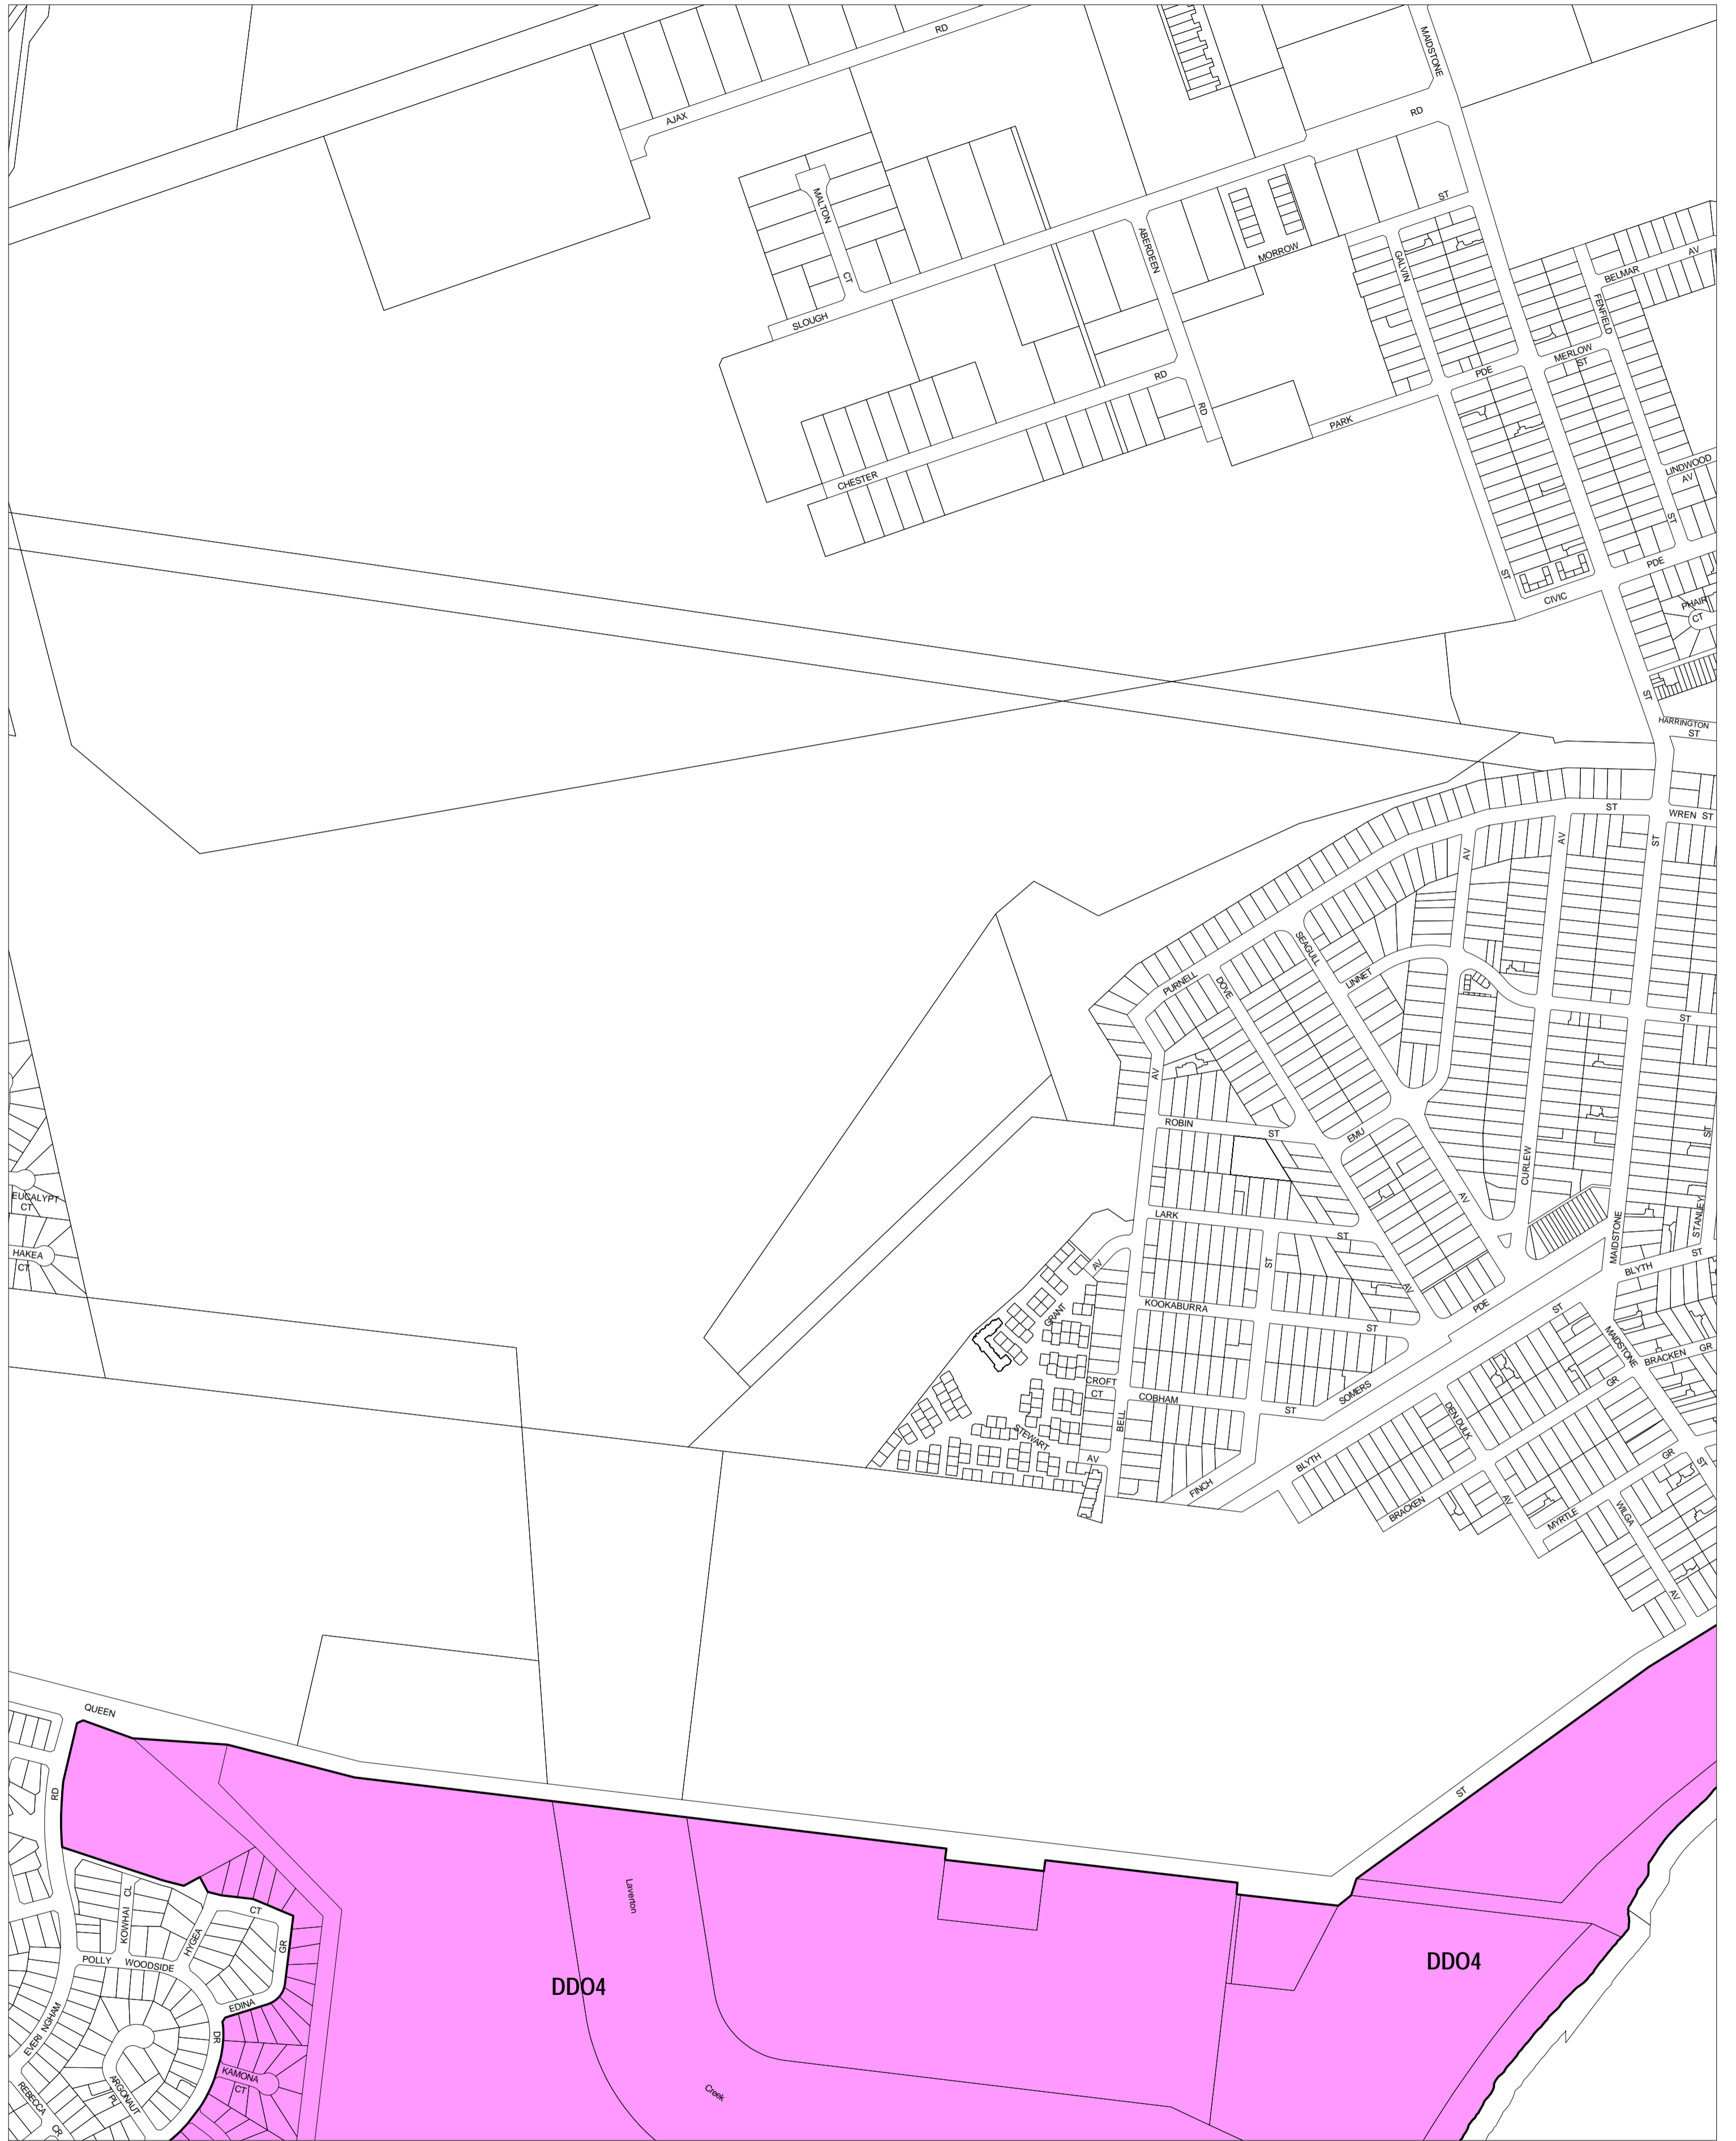 RD
MAIDSTONE
AJAX
RD
MALTON
CT
SLOUGH
ABERDEEN
MORROW
ST
GALVIN
BELMAR
AV
FENFIELD
MERLOW
ST
PDE
RD
RD
PARK
CHESTER
LINDWOOD
AV
ST
ST
PDE
CIVIC
PHAIR
CT
ST
HARRINGTON
ST
ST
WREN ST
AV
AV
ST
SEAGULL
PURNELL
DOVE
LINNET
ST
AV
ROBIN
ST
EMU
ST
CURLEW
EUCALYPT
CT
HAKEA
CT
LARK
ST
AV
STANLEY
MAIDSTONE
ST
AV
ST
BLYTH
AV
GRANT
KOOKABURRA
ST
PDE
ST
MAIDSTONE
BRACKEN GR
CROFT
CT
COBHAM
ST
SOMERS
GR
BELL
DEN DULK
STEWART
AV
BLYTH
GR
ST
FINCH
BRACKEN
AV
MYRTLE
WILGA
AV
QUEEN
RD
ST
Laverton
KOWHAI CL
CT
HYGEA
GR
POLLY WOODSIDE
EDINA
DR
EVERINGHAM
DDO4
DDO4
KAMONA
CT
ARGONAUT
PL
REBECCA
CR
Creek